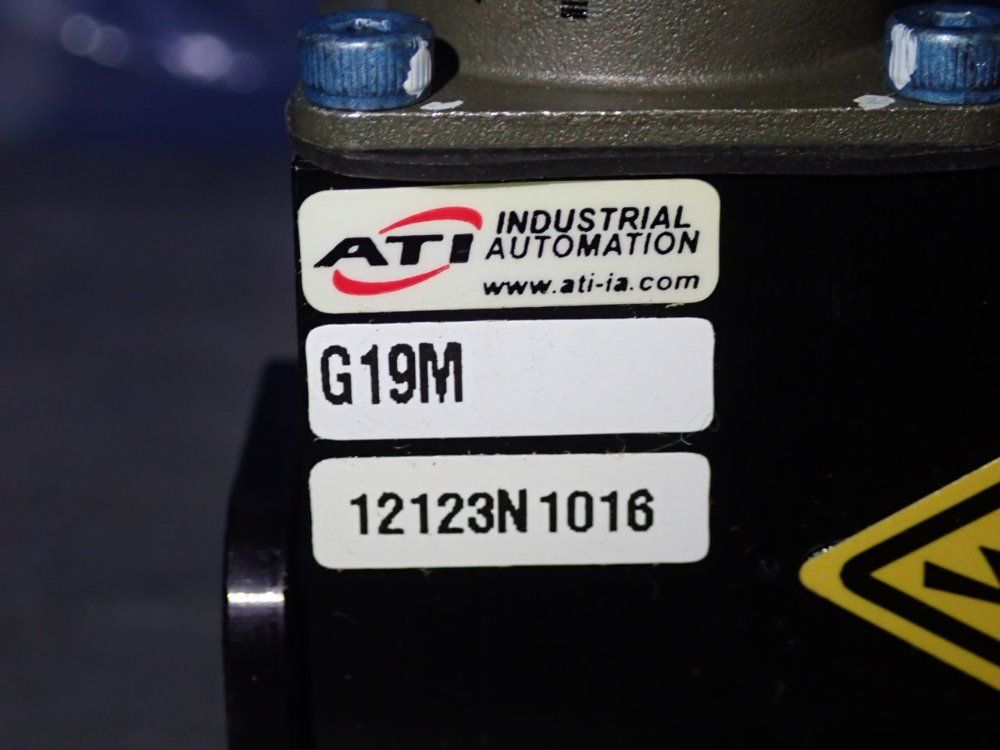 ATI INDUSTRIAL
AUTOMATION
www.ati-ia.com
G19M
12123N1016